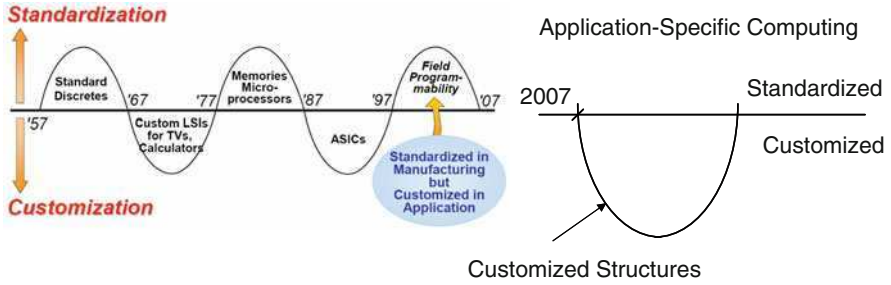 Standardization
Standard
Discretes
Memories
Micro-
processors
Field
Program-
mability
'57
'67
'77
'87
'97
'07
Custom LSIs
for TVs,
Calculators
ASICs
Standardized in
Manufacturing
but
Customized in
Application
Customization
Application-Specific Computing
2007
Standardized
Customized
Customized Structures